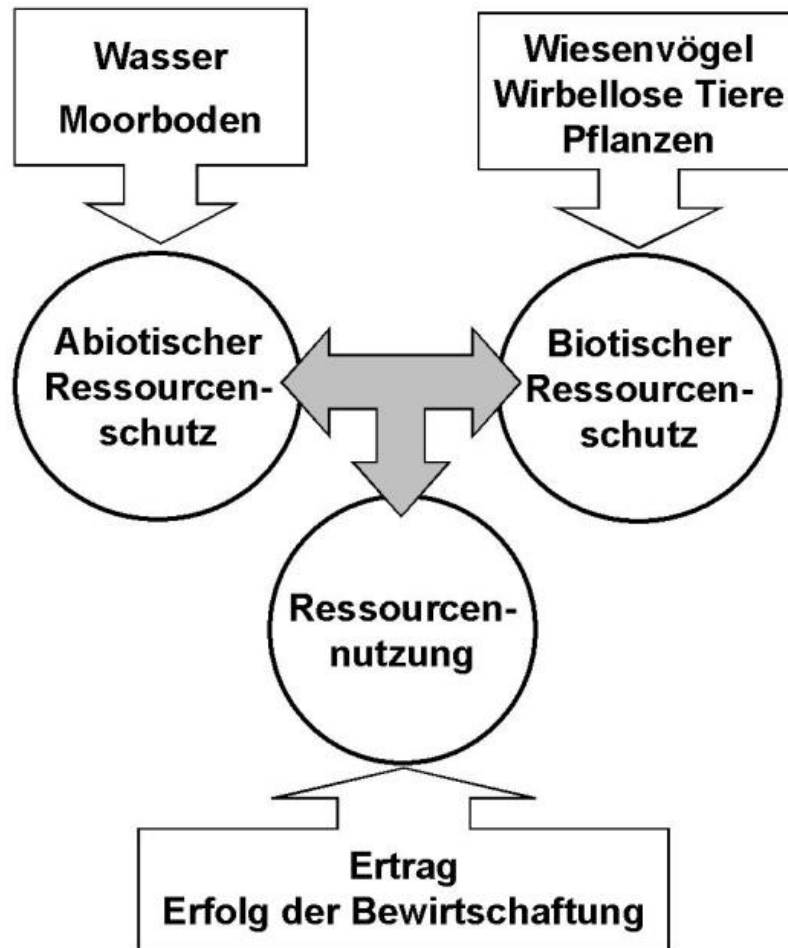 Wasser
Moorboden
Wiesenvögel
Wirbellose Tiere
Pflanzen
Abiotischer
Ressourcen-
schutz
Biotischer
Ressourcen-
schutz
Ressourcen-
nutzung
Ertrag
Erfolg der Bewirtschaftung